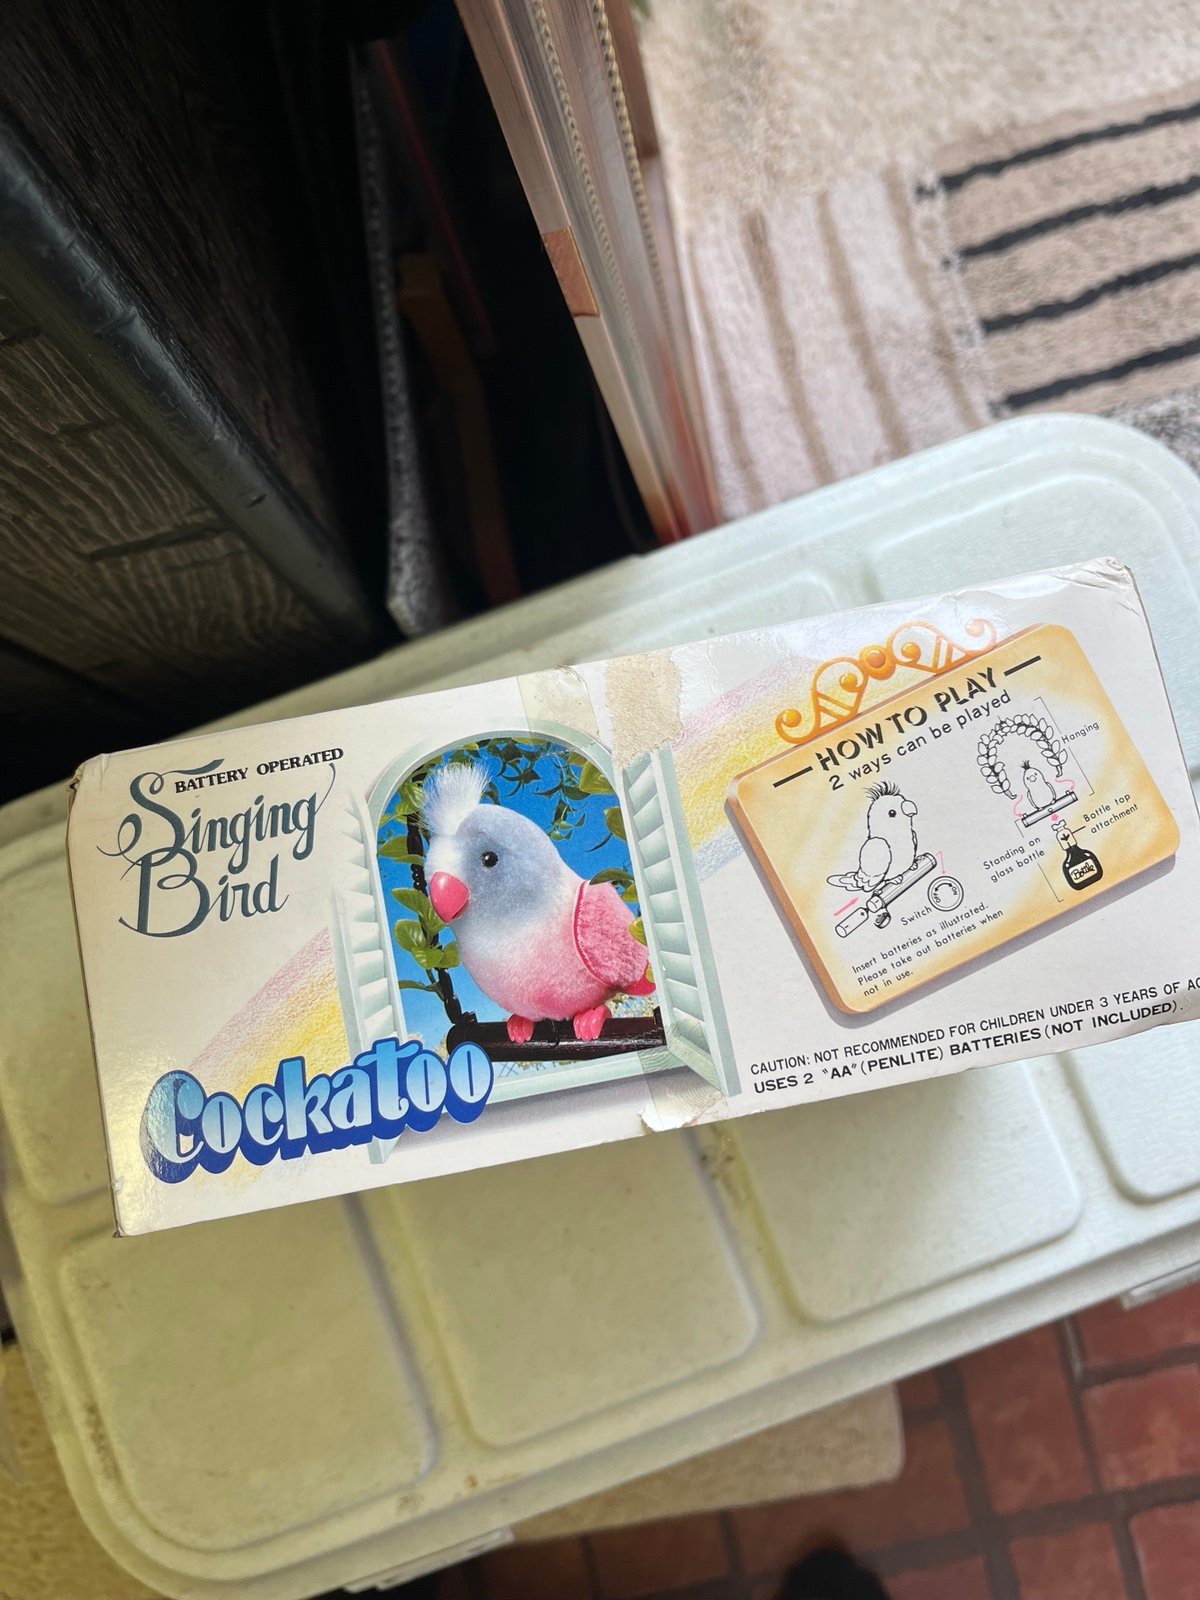 BATTERY OPERATED
Singing
Bird
Cockatoo
HOW TO PLAY
2 ways can be played
Hanging
Bottle top
attachment
Standing on
glass bottle
Bottle
Switch
Insert batteries as illustrated.
Please take out batteries when
not in use.
CAUTION: NOT RECOMMENDED FOR CHILDREN UNDER 3 YEARS OF
USES 2 "AA" (PENLITE) BATTERIES (NOT INCLUDED).